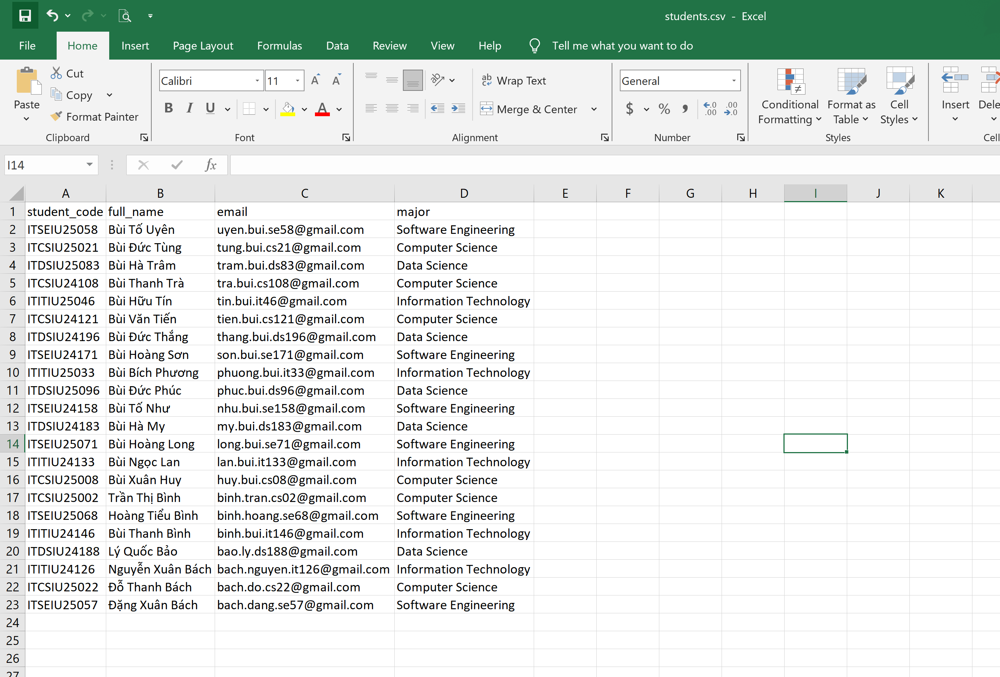 students.csv - Excel
File Home Insert Page Layout Formulas Data Review View Help Tell me what you want to do
Paste
Cut
Copy
Format Painter
Clipboard
Calibri 11
B I U
Font
Wrap Text
Merge & Center
Alignment
General
$ % , .0 .00 .00 .0
Number
Conditional Formatting
Format as Table
Cell Styles
Styles
Insert
Dele
Cell
I14 fx
A B C D E F G H I J K
1 student_code full_name email major
2 ITSEIU25058 Bùi Tố Uyên uyen.bui.se58@gmail.com Software Engineering
3 ITCSIU25021 Bùi Đức Tùng tung.bui.cs21@gmail.com Computer Science
4 ITDSIU25083 Bùi Hà Trâm tram.bui.ds83@gmail.com Data Science
5 ITCSIU24108 Bùi Thanh Trà tra.bui.cs108@gmail.com Computer Science
6 ITITIU25046 Bùi Hữu Tín tin.bui.it46@gmail.com Information Technology
7 ITCSIU24121 Bùi Văn Tiến tien.bui.cs121@gmail.com Computer Science
8 ITDSIU24196 Bùi Đức Thắng thang.bui.ds196@gmail.com Data Science
9 ITSEIU24171 Bùi Hoàng Sơn son.bui.se171@gmail.com Software Engineering
10 ITITIU25033 Bùi Bích Phương phuong.bui.it33@gmail.com Information Technology
11 ITDSIU25096 Bùi Đức Phúc phuc.bui.ds96@gmail.com Data Science
12 ITSEIU24158 Bùi Tố Như nhu.bui.se158@gmail.com Software Engineering
13 ITDSIU24183 Bùi Hà My my.bui.ds183@gmail.com Data Science
14 ITSEIU25071 Bùi Hoàng Long long.bui.se71@gmail.com Software Engineering
15 ITITIU24133 Bùi Ngọc Lan lan.bui.it133@gmail.com Information Technology
16 ITCSIU25008 Bùi Xuân Huy huy.bui.cs08@gmail.com Computer Science
17 ITCSIU25002 Trần Thị Bình binh.tran.cs02@gmail.com Computer Science
18 ITSEIU25068 Hoàng Tiểu Bình binh.hoang.se68@gmail.com Software Engineering
19 ITITIU24146 Bùi Thanh Bình binh.bui.it146@gmail.com Information Technology
20 ITDSIU24188 Lý Quốc Bảo bao.ly.ds188@gmail.com Data Science
21 ITITIU24126 Nguyễn Xuân Bách bach.nguyen.it126@gmail.com Information Technology
22 ITCSIU25022 Đỗ Thanh Bách bach.do.cs22@gmail.com Computer Science
23 ITSEIU25057 Đặng Xuân Bách bach.dang.se57@gmail.com Software Engineering
24
25
26
27